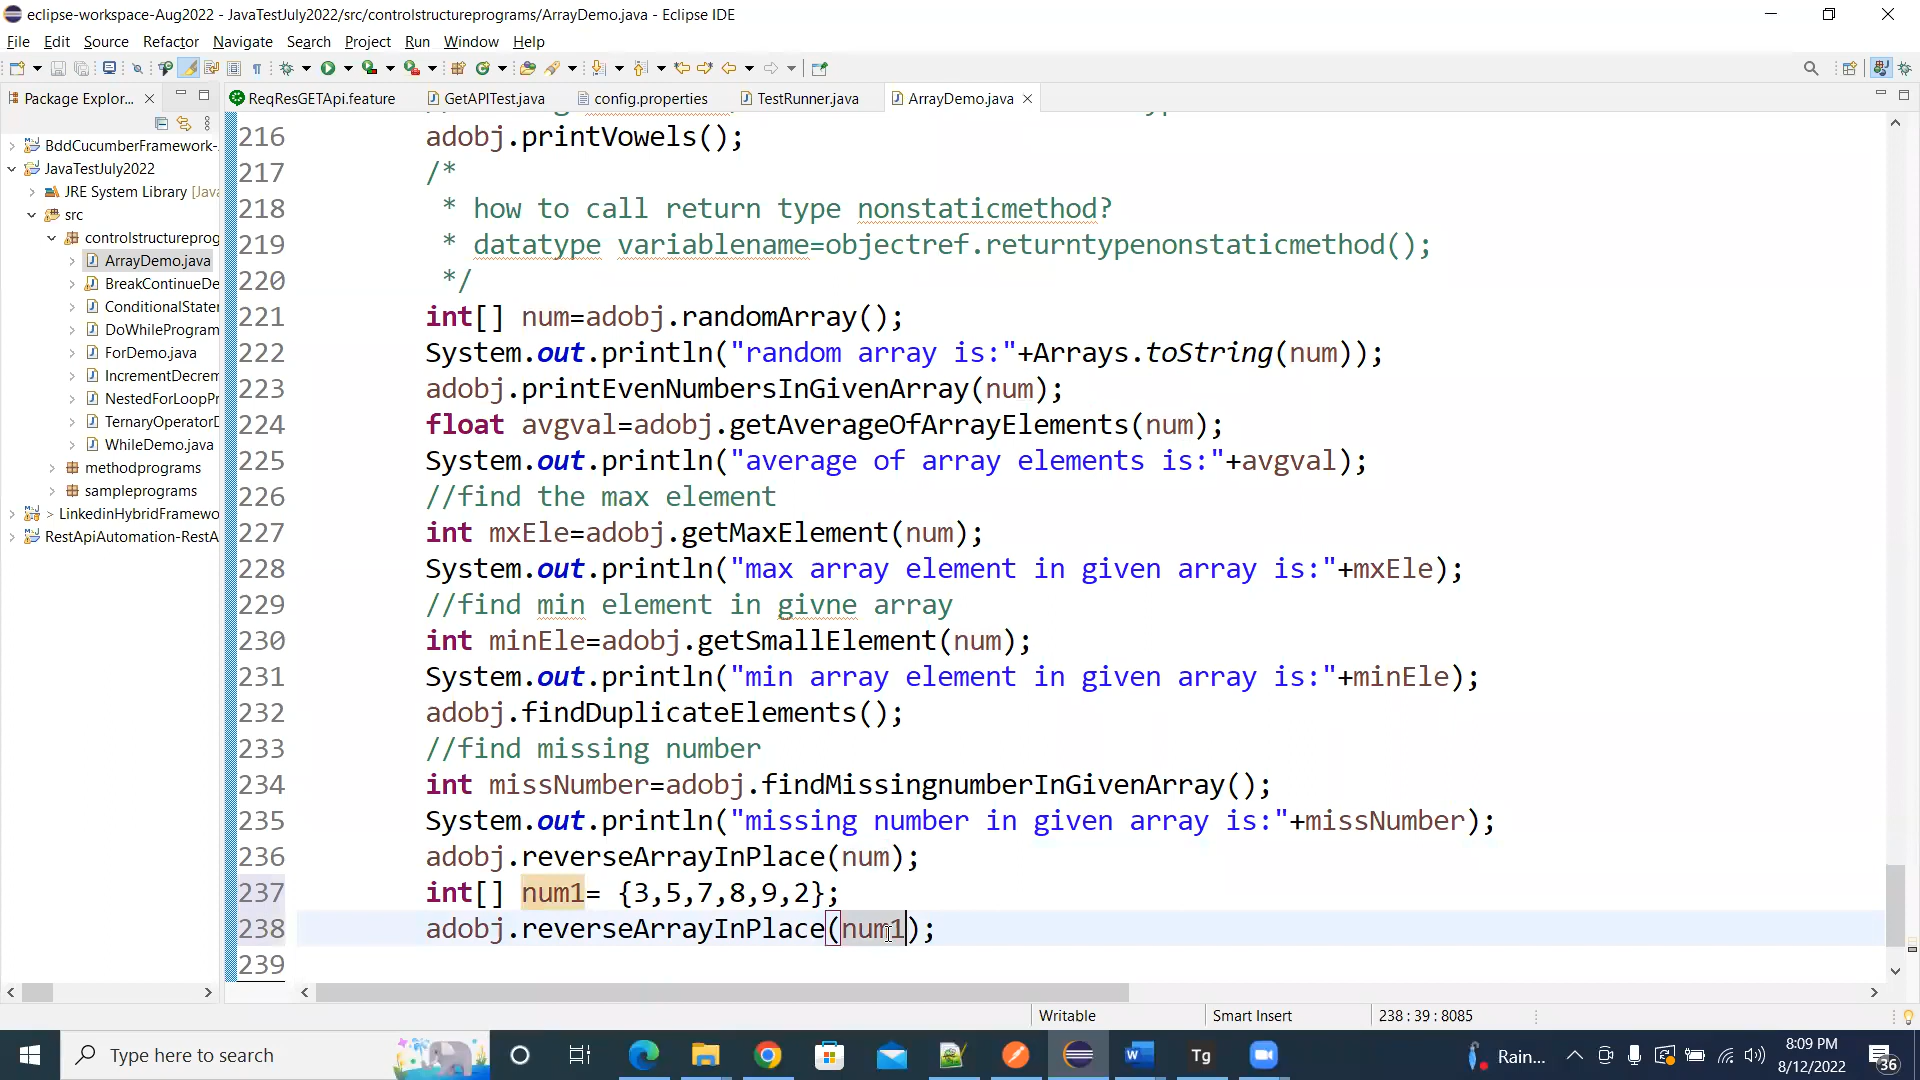 eclipse-workspace-Aug2022 - JavaTestJuly2022/src/controlstructureprograms/ArrayDemo.java - Eclipse IDE
File Edit Source Refactor Navigate Search Project Run Window Help
Package Explor...
ReqResGETApi.feature GetAPITest.java config.properties TestRunner.java ArrayDemo.java
BddCucumberFramework-
JavaTestJuly2022
JRE System Library [Java
src
controlstructureprog
ArrayDemo.java
BreakContinueDe
ConditionalStater
DoWhileProgram
ForDemo.java
IncrementDecrem
NestedForLoopPr
TernaryOperatorD
WhileDemo.java
methodprograms
sampleprograms
> LinkedinHybridFramewo
RestApiAutomation-RestA
216 adobj.printVowels();
217 /*
218 * how to call return type nonstaticmethod?
219 * datatype variablename=objectref.returntypenonstaticmethod();
220 */
221 int[] num=adobj.randomArray();
222 System.out.println("random array is:"+Arrays.toString(num));
223 adobj.printEvenNumbersInGivenArray(num);
224 float avgval=adobj.getAverageOfArrayElements(num);
225 System.out.println("average of array elements is:"+avgval);
226 //find the max element
227 int mxEle=adobj.getMaxElement(num);
228 System.out.println("max array element in given array is:"+mxEle);
229 //find min element in givne array
230 int minEle=adobj.getSmallElement(num);
231 System.out.println("min array element in given array is:"+minEle);
232 adobj.findDuplicateElements();
233 //find missing number
234 int missNumber=adobj.findMissingnumberInGivenArray();
235 System.out.println("missing number in given array is:"+missNumber);
236 adobj.reverseArrayInPlace(num);
237 int[] num1= {3,5,7,8,9,2};
238 adobj.reverseArrayInPlace(num1);
239
Writable Smart Insert 238 : 39 : 8085
Type here to search
Tg
Rain...
8:09 PM
8/12/2022
36